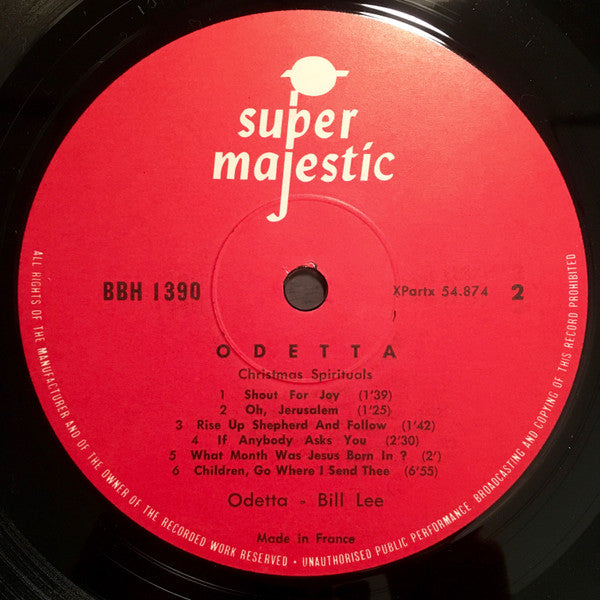 super
majestic
BBH 1390
XPartx 54.874 2
ODETTA
Christmas Spirituals
1 Shout For Joy (1'39)
2 Oh, Jerusalem (1'25)
3 Rise Up Shepherd And Follow (1'42)
4 If Anybody Asks You (2'30)
5 What Month Was Jesus Born In ? (2')
6 Children, Go Where I Send Thee (6'55)
Odetta - Bill Lee
Made in France
ALL RIGHTS OF THE MANUFACTURER AND OF THE OWNER OF THE RECORDED WORK RESERVED • UNAUTHORISED PUBLIC PERFORMANCE BROADCASTING AND COPYING OF THIS RECORD PROHIBITED